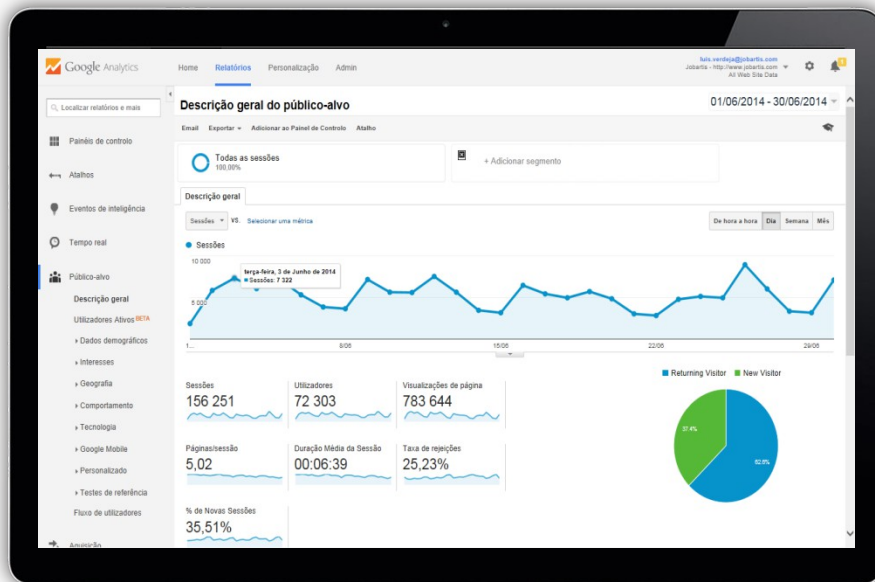 Google Analytics
Home Relatórios Personalização Admin
luis.verdeja@jobartis.com
Jobartis - http://www.jobartis.com
All Web Site Data
1
Localizar relatórios e mais
Painéis de controlo
Atalhos
Eventos de inteligência
Tempo real
Público-alvo
Descrição geral
Utilizadores Ativos BETA
Dados demográficos
Interesses
Geografia
Comportamento
Tecnologia
Google Mobile
Personalizado
Testes de referência
Fluxo de utilizadores
Aquisição
Descrição geral do público-alvo
01/06/2014 - 30/06/2014
Email Exportar Adicionar ao Painel de Controlo Atalho
Todas as sessões
100,00%
+ Adicionar segmento
Descrição geral
Sessões VS. Selecionar uma métrica
De hora a hora Dia Semana Mês
Sessões
10 000
5 000
terça-feira, 3 de Junho de 2014
Sessões: 7 322
1... 8/06 15/06 22/06 29/06
Sessões
156 251
Utilizadores
72 303
Visualizações de página
783 644
Páginas/sessão
5,02
Duração Média da Sessão
00:06:39
Taxa de rejeições
25,23%
% de Novas Sessões
35,51%
Returning Visitor New Visitor
37.4%
62.6%